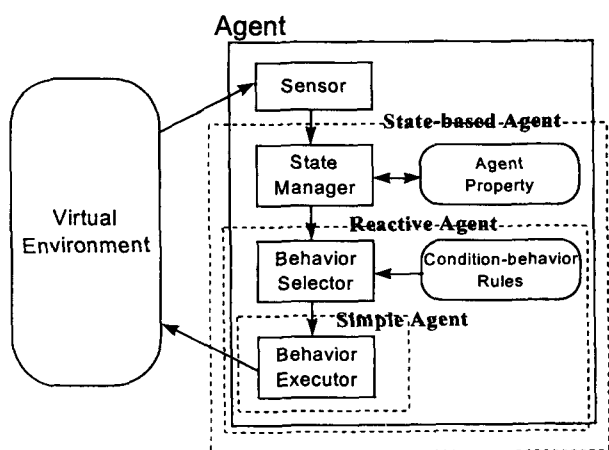 Agent
Sensor
State-based Agent
State
Manager
Agent
Property
Virtual
Environment
Reactive Agent
Behavior
Selector
Condition-behavior
Rules
Simple Agent
Behavior
Executor